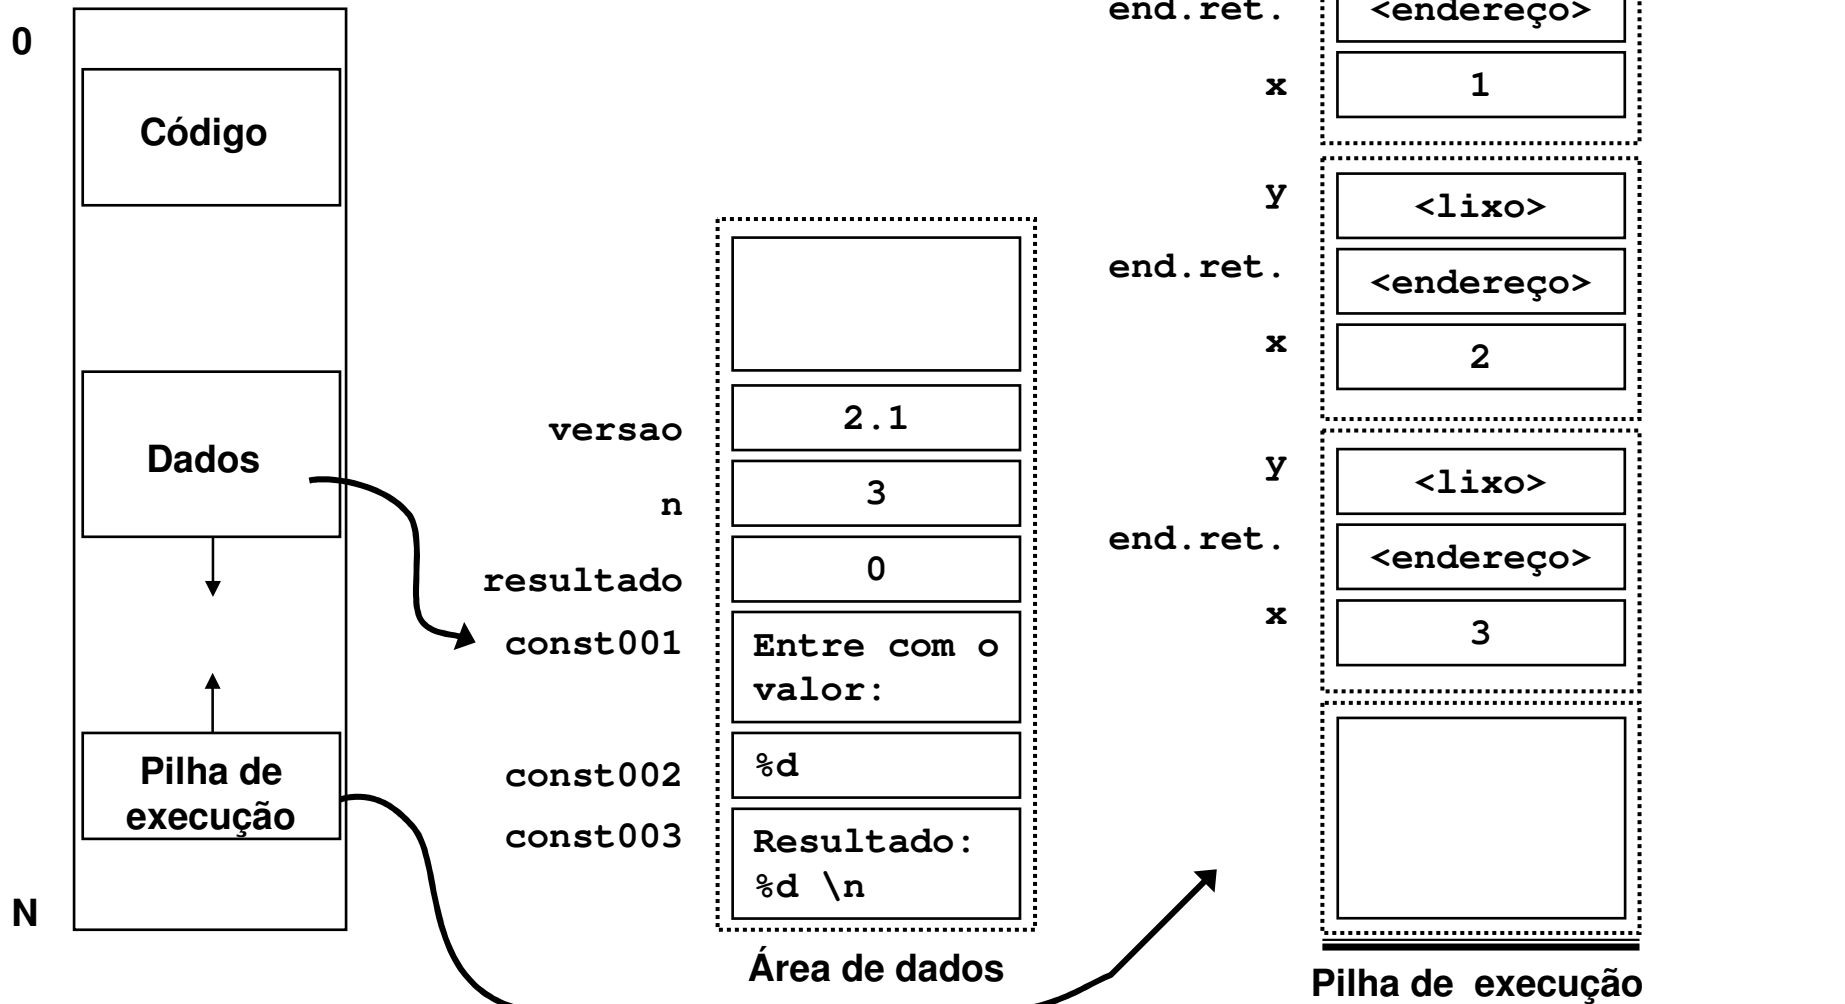 0
Código
Dados
Pilha de
execução
N
versao
2.1
n
3
resultado
0
const001
Entre com o
valor:
const002
%d
const003
Resultado:
%d \n
Área de dados
end.ret.
<endereço>
x
1
y
<lixo>
end.ret.
<endereço>
x
2
y
<lixo>
end.ret.
<endereço>
x
3
Pilha de execução